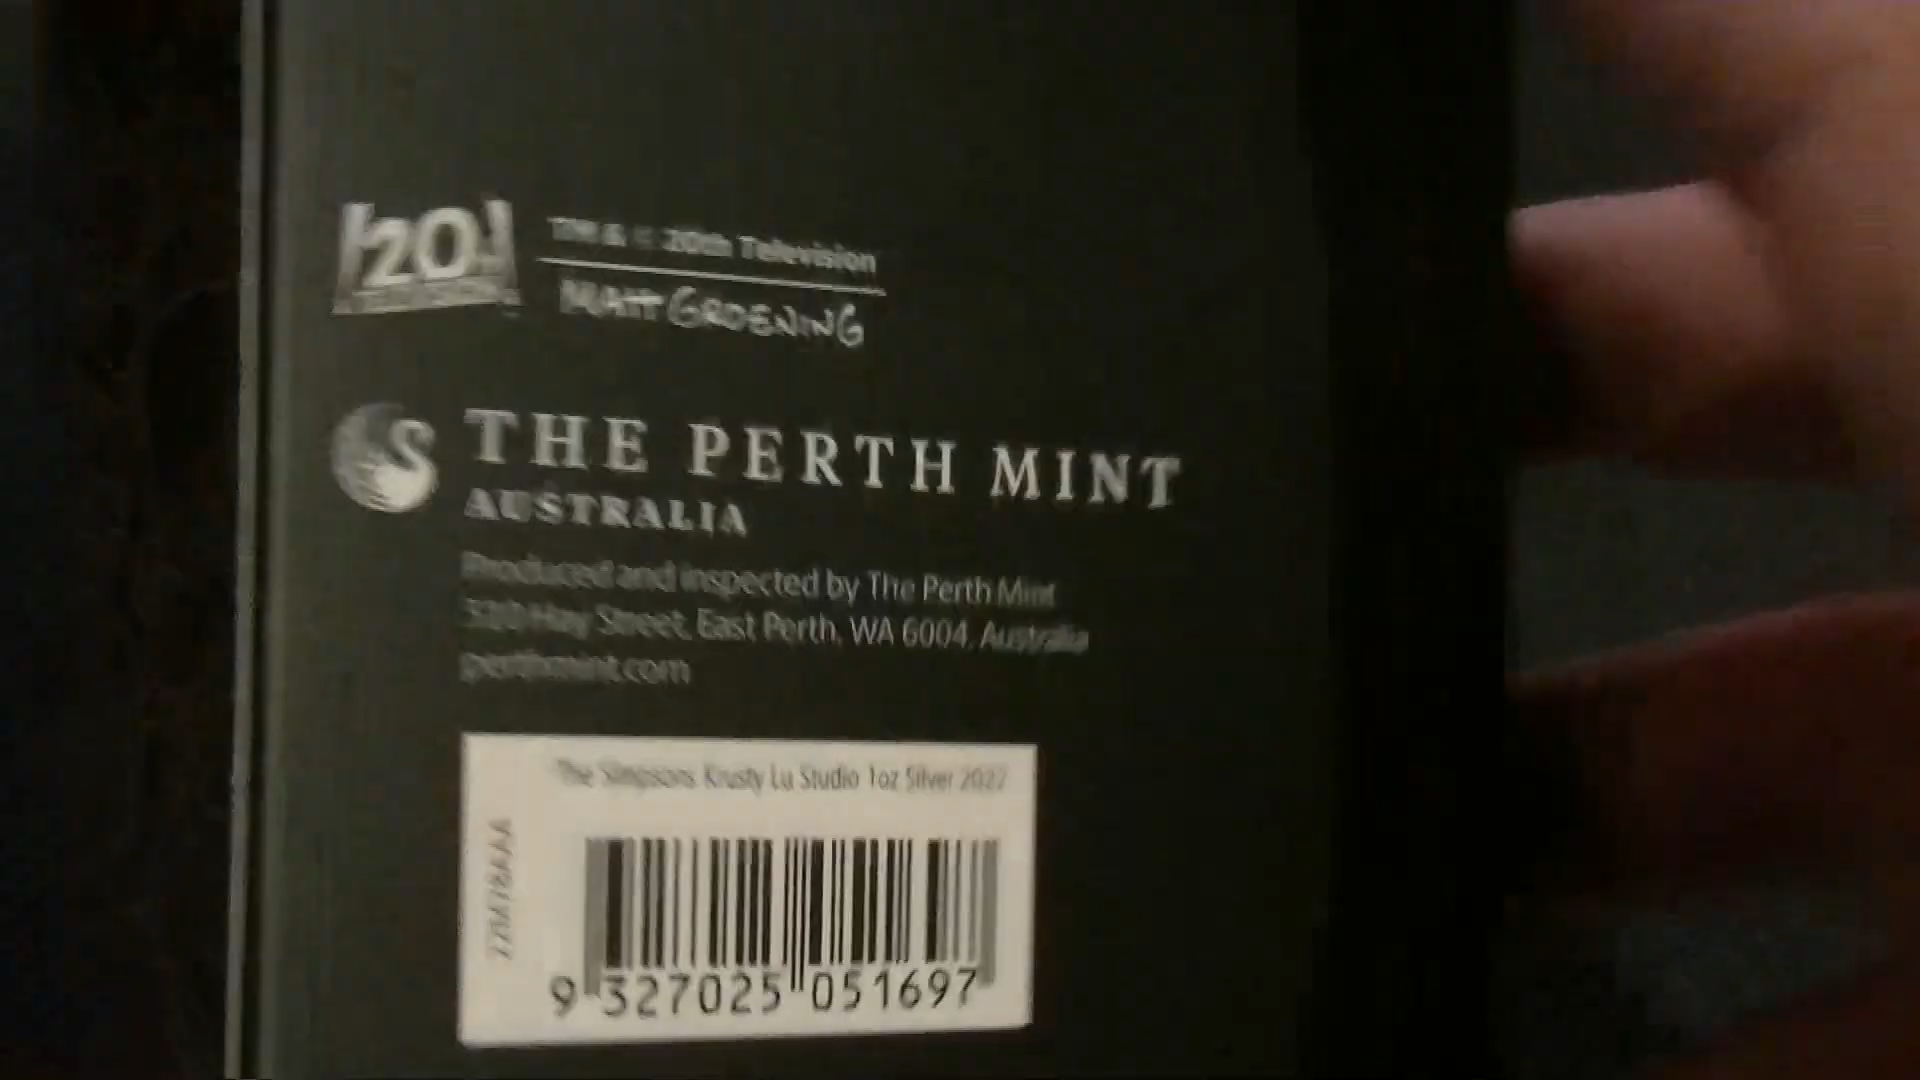 20
TM & © 20th Television
MATT GROENING
THE PERTH MINT
AUSTRALIA
Produced and inspected by The Perth Mint
310 Hay Street, East Perth, WA 6004, Australia
perthmint.com
The Simpsons Krusty Lu Studio 1oz Silver 2022
9 327025 051697